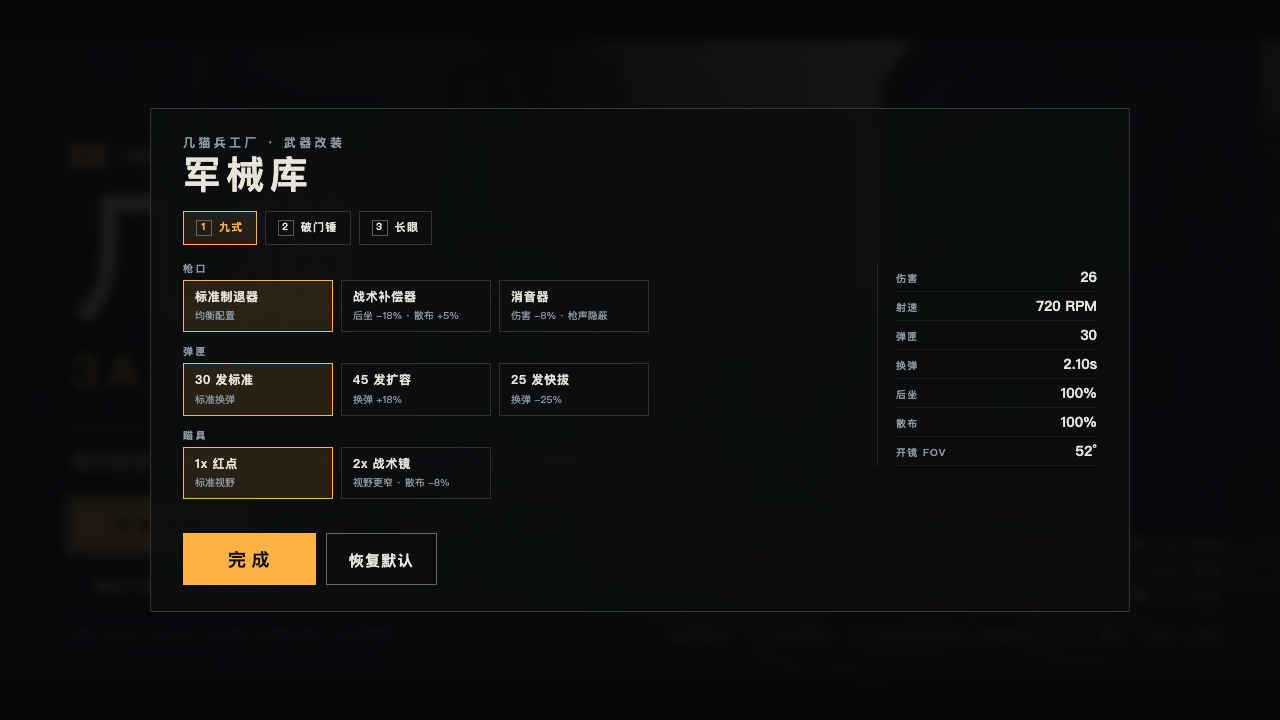 几猫兵工厂 · 武器改装
军械库
1 九式
2 破门锤
3 长眼
枪口
标准制退器
均衡配置
战术补偿器
后坐 −18% · 散布 +5%
消音器
伤害 −8% · 枪声隐蔽
弹匣
30 发标准
标准换弹
45 发扩容
换弹 +18%
25 发快拔
换弹 −25%
瞄具
1x 红点
标准视野
2x 战术镜
视野更窄 · 散布 −8%
伤害 26
射速 720 RPM
弹匣 30
换弹 2.10s
后坐 100%
散布 100%
开镜 FOV 52°
完成
恢复默认